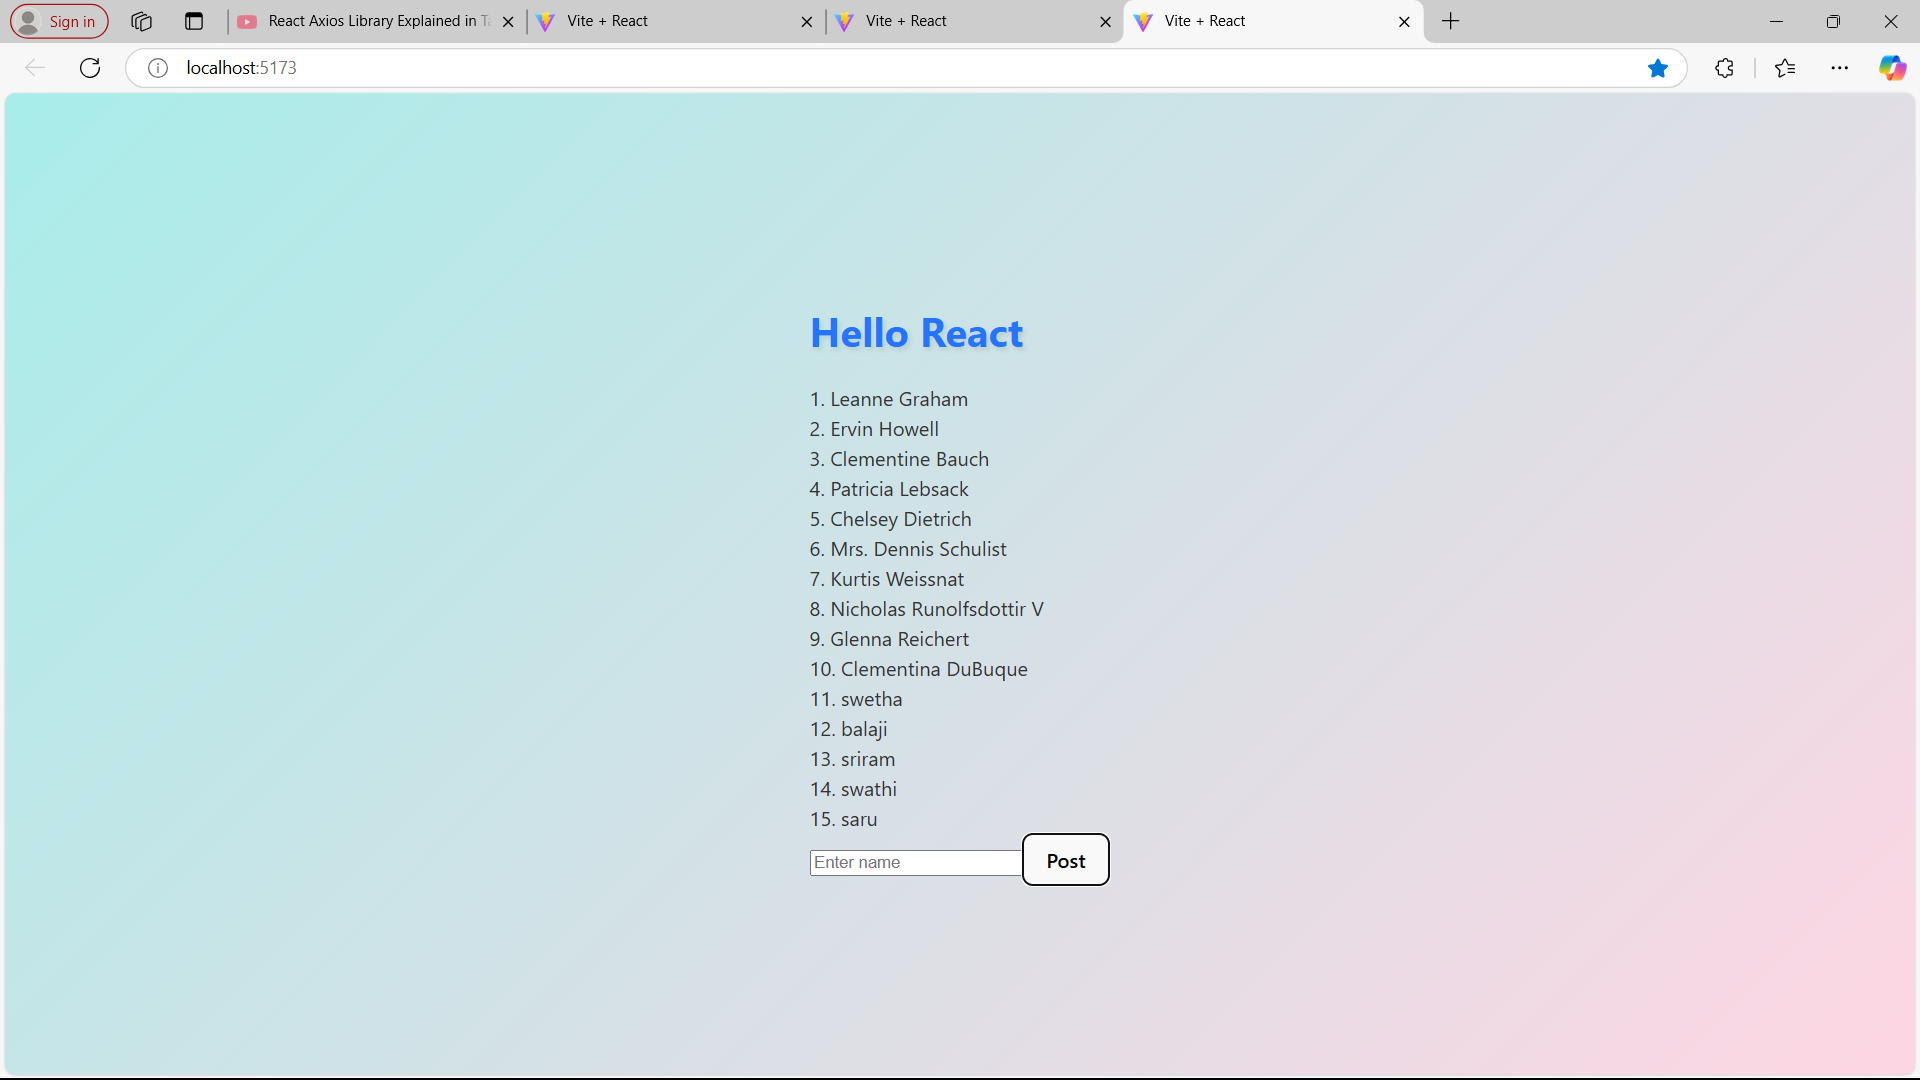 Sign in
React Axios Library Explained in Ta
Vite + React
Vite + React
Vite + React
localhost:5173
Hello React
1. Leanne Graham
2. Ervin Howell
3. Clementine Bauch
4. Patricia Lebsack
5. Chelsey Dietrich
6. Mrs. Dennis Schulist
7. Kurtis Weissnat
8. Nicholas Runolfsdottir V
9. Glenna Reichert
10. Clementina DuBuque
11. swetha
12. balaji
13. sriram
14. swathi
15. saru
Enter name
Post